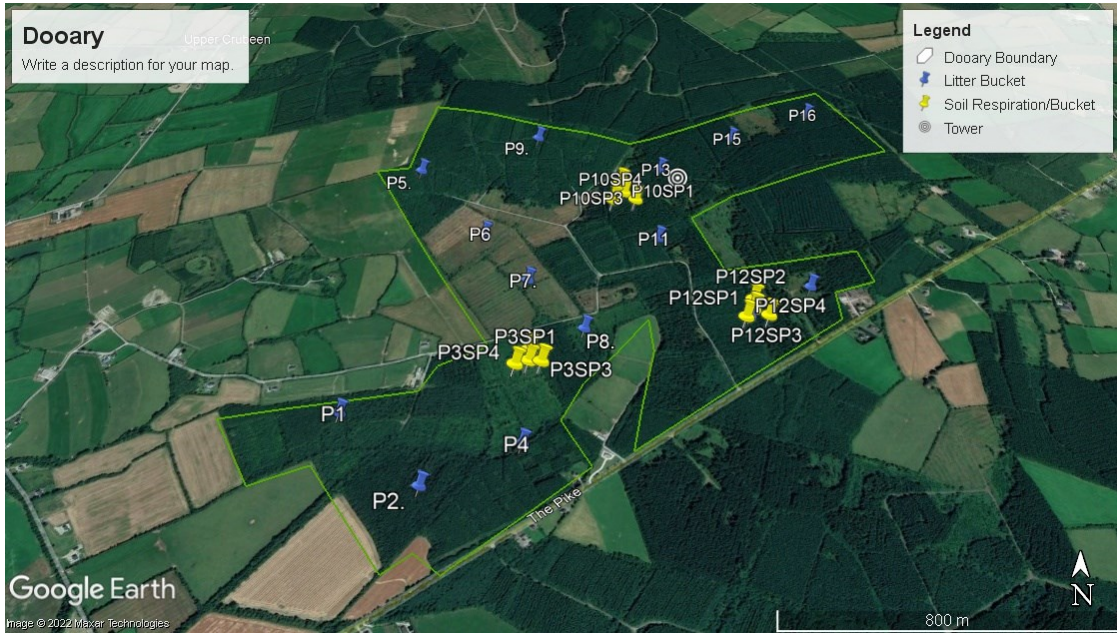 Dooary
Write a description for your map.
Upper Crubeen
Legend
Dooary Boundary
Litter Bucket
Soil Respiration/Bucket
Tower
P16
P15
P9.
P13
P5.
P10SP4
P10SP3
P10SP1
P6
P11
P7.
P12SP2
P12SP1
P12SP4
P12SP3
P8.
P3SP1
P3SP4
P3SP3
P1
P4
P2.
The Pike
Google Earth
Image © 2022 Maxar Technologies
N
800 m